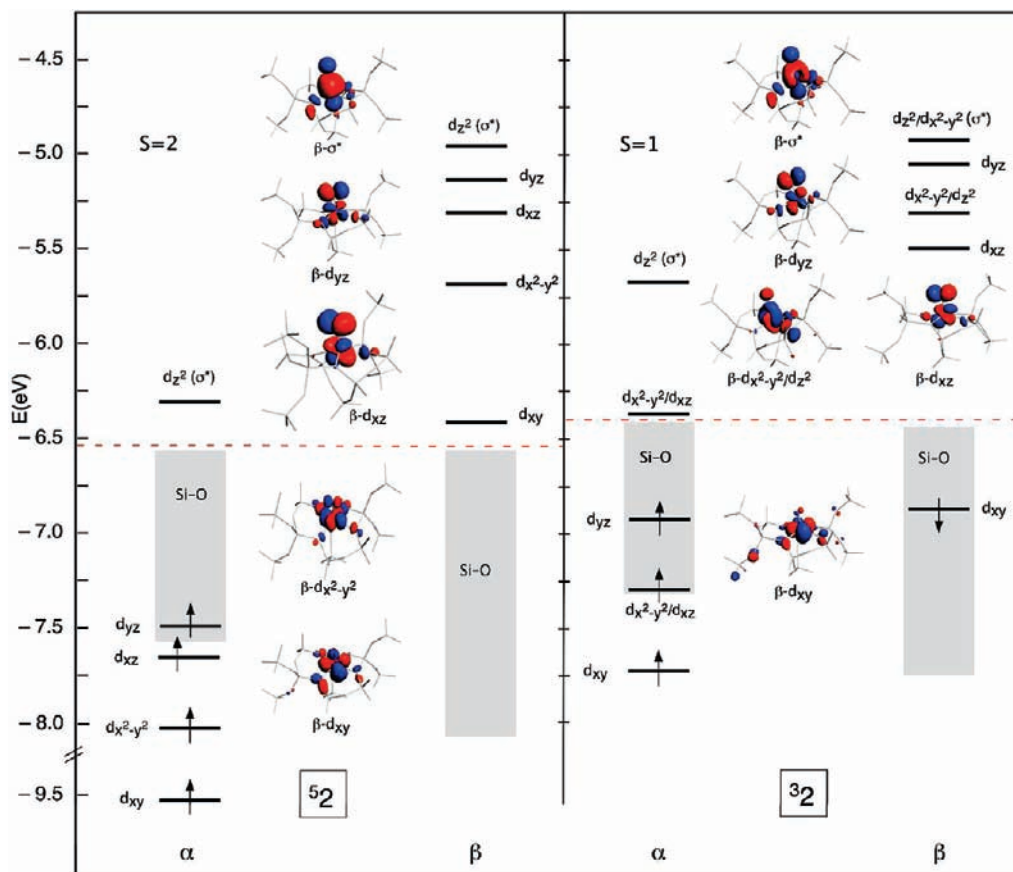 −4.5
−5.0
−5.5
−6.0
E(eV)
−6.5
−7.0
−7.5
−8.0
−9.5
S=2
dz² (σ*)
dyz
dxz
dx²-y²
dxy
dz² (σ*)
Si-O
dyz
dxz
dx²-y²
dxy
Si-O
β-σ*
β-dyz
β-dxz
β-dx²-y²
β-dxy
⁵2
α
β
S=1
dz²/dx²-y² (σ*)
dyz
dx²-y²/dz²
dxz
dz² (σ*)
dx²-y²/dxz
Si-O
dyz
dx²-y²/dxz
dxy
Si-O
dxy
β-σ*
β-dyz
β-dx²-y²/dz²
β-dxz
β-dxy
³2
α
β